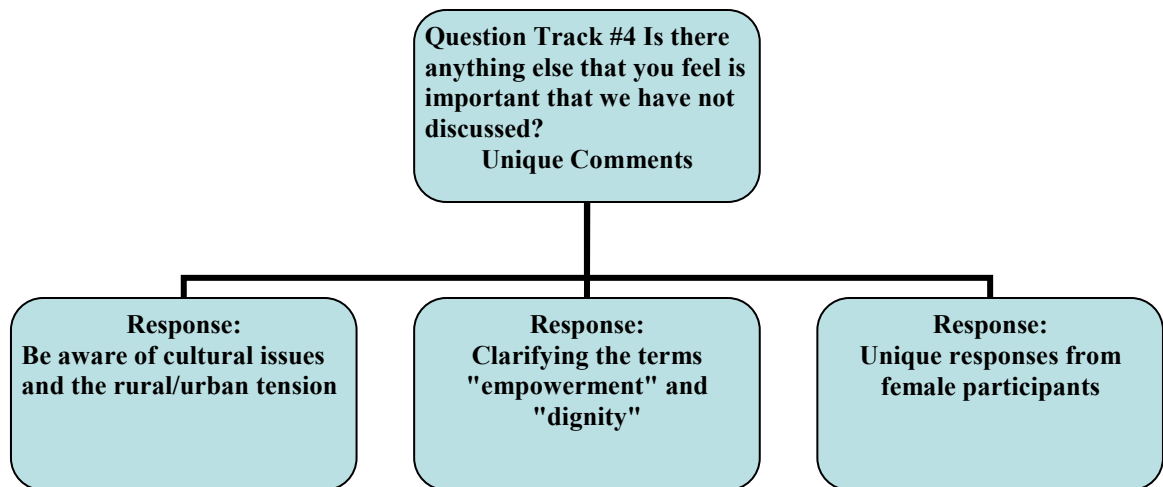 Question Track #4 Is there
anything else that you feel is
important that we have not
discussed?
Unique Comments
Response:
Be aware of cultural issues
and the rural/urban tension
Response:
Clarifying the terms
"empowerment" and
"dignity"
Response:
Unique responses from
female participants